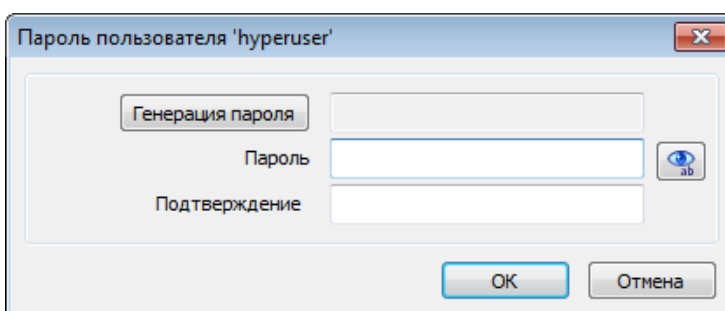 Пароль пользователя 'hyperuser'
Генерация пароля
Пароль
ab
Подтверждение
OK
Отмена